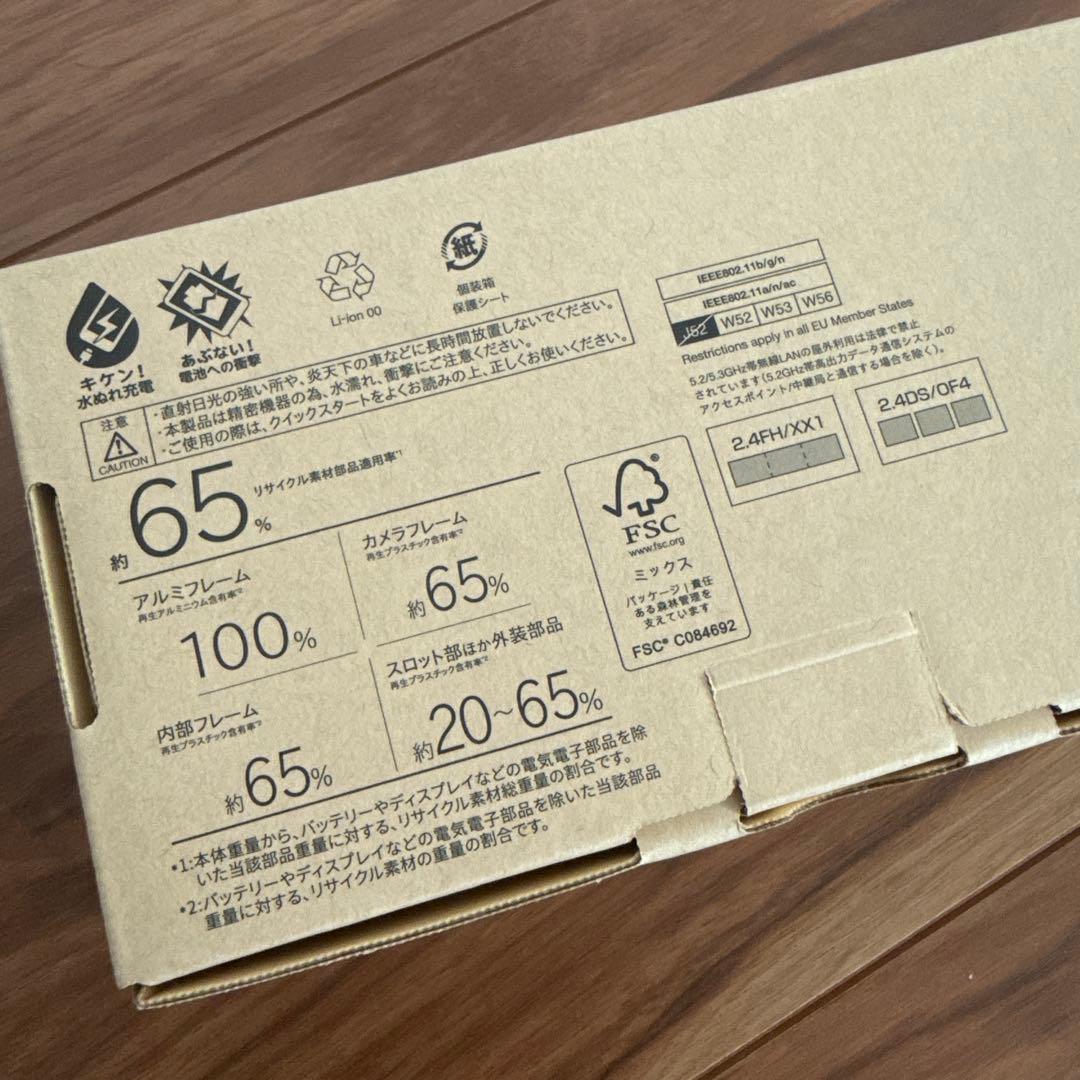 キケン!
水ぬれ充電
あぶない!
電池への衝撃
Li-ion 00
紙
個装箱
保護シート
注意
CAUTION
・直射日光の強い所や、炎天下の車などに長時間放置しないでください。
・本製品は精密機器の為、水濡れ、衝撃にご注意ください。
・ご使用の際は、クイックスタートをよくお読みの上、正しくお使いください。
IEEE802.11b/g/n
IEEE802.11a/n/ac
J52 W52 W53 W56
Restrictions apply in all EU Member States
5.2/5.3GHz帯無線LANの屋外利用は法律で禁止
されています(5.2GHz帯高出力データ通信システムの
アクセスポイント/中継局と通信する場合を除く)。
2.4FH/XX1
2.4DS/OF4
約65% リサイクル素材部品適用率*1
アルミフレーム
再生アルミニウム含有率*2
100%
カメラフレーム
再生プラスチック含有率*2
約65%
内部フレーム
再生プラスチック含有率*2
約65%
スロット部ほか外装部品
再生プラスチック含有率*2
約20~65%
*1:本体重量から、バッテリーやディスプレイなどの電気電子部品を除
いた当該部品重量に対する、リサイクル素材総重量の割合です。
*2:バッテリーやディスプレイなどの電気電子部品を除いた当該部品
重量に対する、リサイクル素材の重量の割合です。
FSC
www.fsc.org
ミックス
パッケージ|責任
ある森林管理を
支えています
FSC® C084692